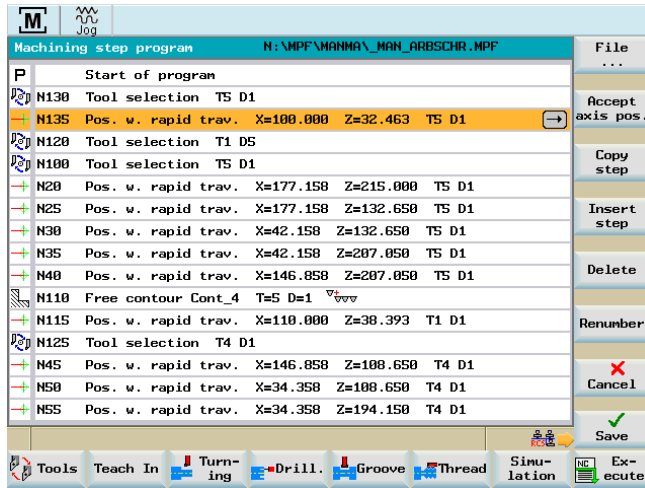 M
Jog
Machining step program N:\MPF\MANMA\_MAN_ARBSCHR.MPF
P Start of program
N130 Tool selection T5 D1
N135 Pos. w. rapid trav. X=100.000 Z=32.463 T5 D1
N120 Tool selection T1 D5
N100 Tool selection T5 D5
N20 Pos. w. rapid trav. X=177.158 Z=215.000 T5 D1
N25 Pos. w. rapid trav. X=177.158 Z=132.650 T5 D1
N30 Pos. w. rapid trav. X=42.158 Z=132.650 T5 D1
N35 Pos. w. rapid trav. X=42.158 Z=207.050 T5 D1
N40 Pos. w. rapid trav. X=146.858 Z=207.050 T5 D1
N110 Free contour Cont_4 T=5 D=1
N115 Pos. w. rapid trav. X=110.000 Z=38.393 T1 D1
N125 Tool selection T4 D1
N45 Pos. w. rapid trav. X=146.858 Z=108.650 T4 D1
N50 Pos. w. rapid trav. X=34.358 Z=108.650 T4 D1
N55 Pos. w. rapid trav. X=34.358 Z=194.150 T4 D1
File
...
Accept
axis pos.
Copy
step
Insert
step
Delete
Renumber
Cancel
Save
RCS
Tools
Teach In
Turn-
ing
Drill.
Groove
Thread
Simu-
lation
NC Ex-
ecute